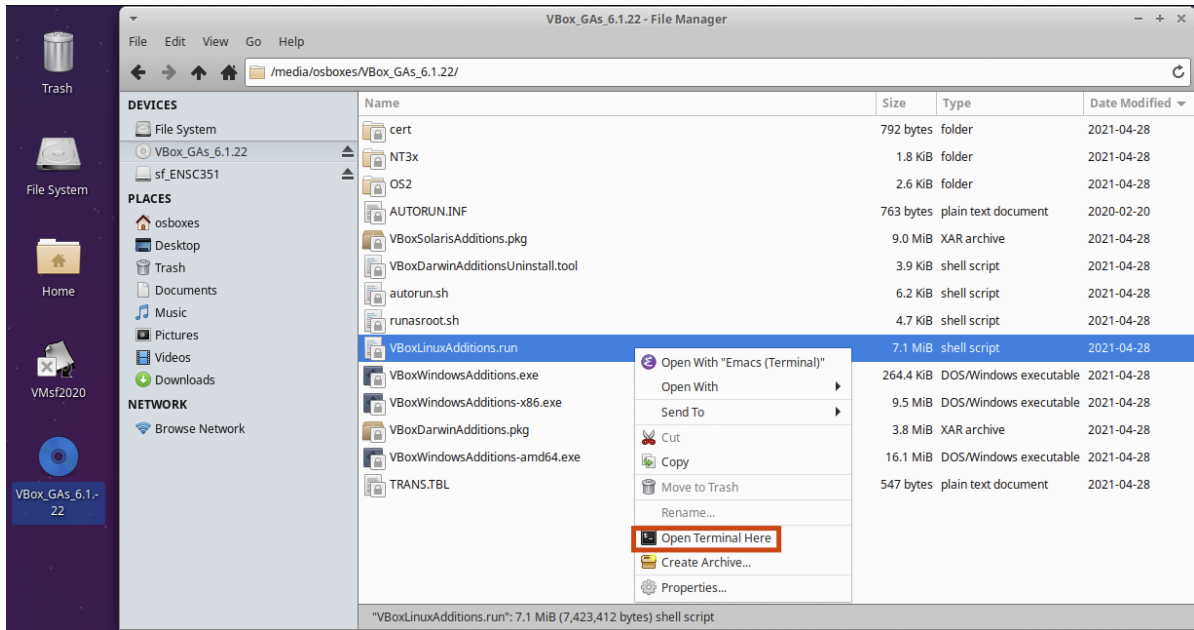 VBox_GAs_6.1.22 - File Manager
File Edit View Go Help
/media/osboxes/VBox_GAs_6.1.22/
Trash
File System
Home
VMsf2020
VBox_GAs_6.1.-
22
DEVICES
File System
VBox_GAs_6.1.22
sf_ENSC351
PLACES
osboxes
Desktop
Trash
Documents
Music
Pictures
Videos
Downloads
NETWORK
Browse Network
Name Size Type Date Modified
cert 792 bytes folder 2021-04-28
NT3x 1.8 KiB folder 2021-04-28
OS2 2.6 KiB folder 2021-04-28
AUTORUN.INF 763 bytes plain text document 2020-02-20
VBoxSolarisAdditions.pkg 9.0 MiB XAR archive 2021-04-28
VBoxDarwinAdditionsUninstall.tool 3.9 KiB shell script 2021-04-28
autorun.sh 6.2 KiB shell script 2021-04-28
runasroot.sh 4.7 KiB shell script 2021-04-28
VBoxLinuxAdditions.run 7.1 MiB shell script 2021-04-28
VBoxWindowsAdditions.exe 264.4 KiB DOS/Windows executable 2021-04-28
VBoxWindowsAdditions-x86.exe 9.5 MiB DOS/Windows executable 2021-04-28
VBoxDarwinAdditions.pkg 3.8 MiB XAR archive 2021-04-28
VBoxWindowsAdditions-amd64.exe 16.1 MiB DOS/Windows executable 2021-04-28
TRANS.TBL 547 bytes plain text document 2021-04-28
Open With "Emacs (Terminal)"
Open With
Send To
Cut
Copy
Move to Trash
Rename...
Open Terminal Here
Create Archive...
Properties...
"VBoxLinuxAdditions.run": 7.1 MiB (7,423,412 bytes) shell script